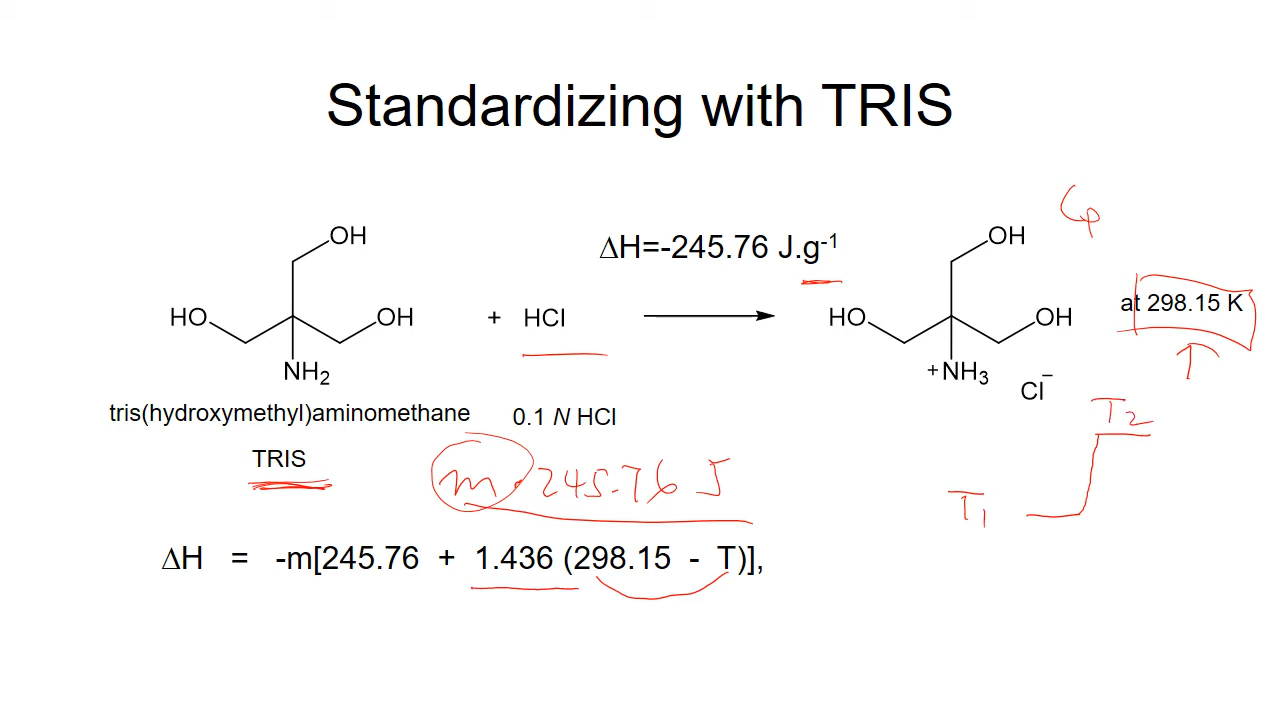 Standardizing with TRIS
OH
HO
OH
NH2
tris(hydroxymethyl)aminomethane
TRIS
+
HCl
0.1 N HCl
ΔH=-245.76 J.g-1
OH
HO
OH
+NH3
Cl−
Cp
at 298.15 K
T2
T1
m · 245.76 J
ΔH = -m[245.76 + 1.436 (298.15 - T)],